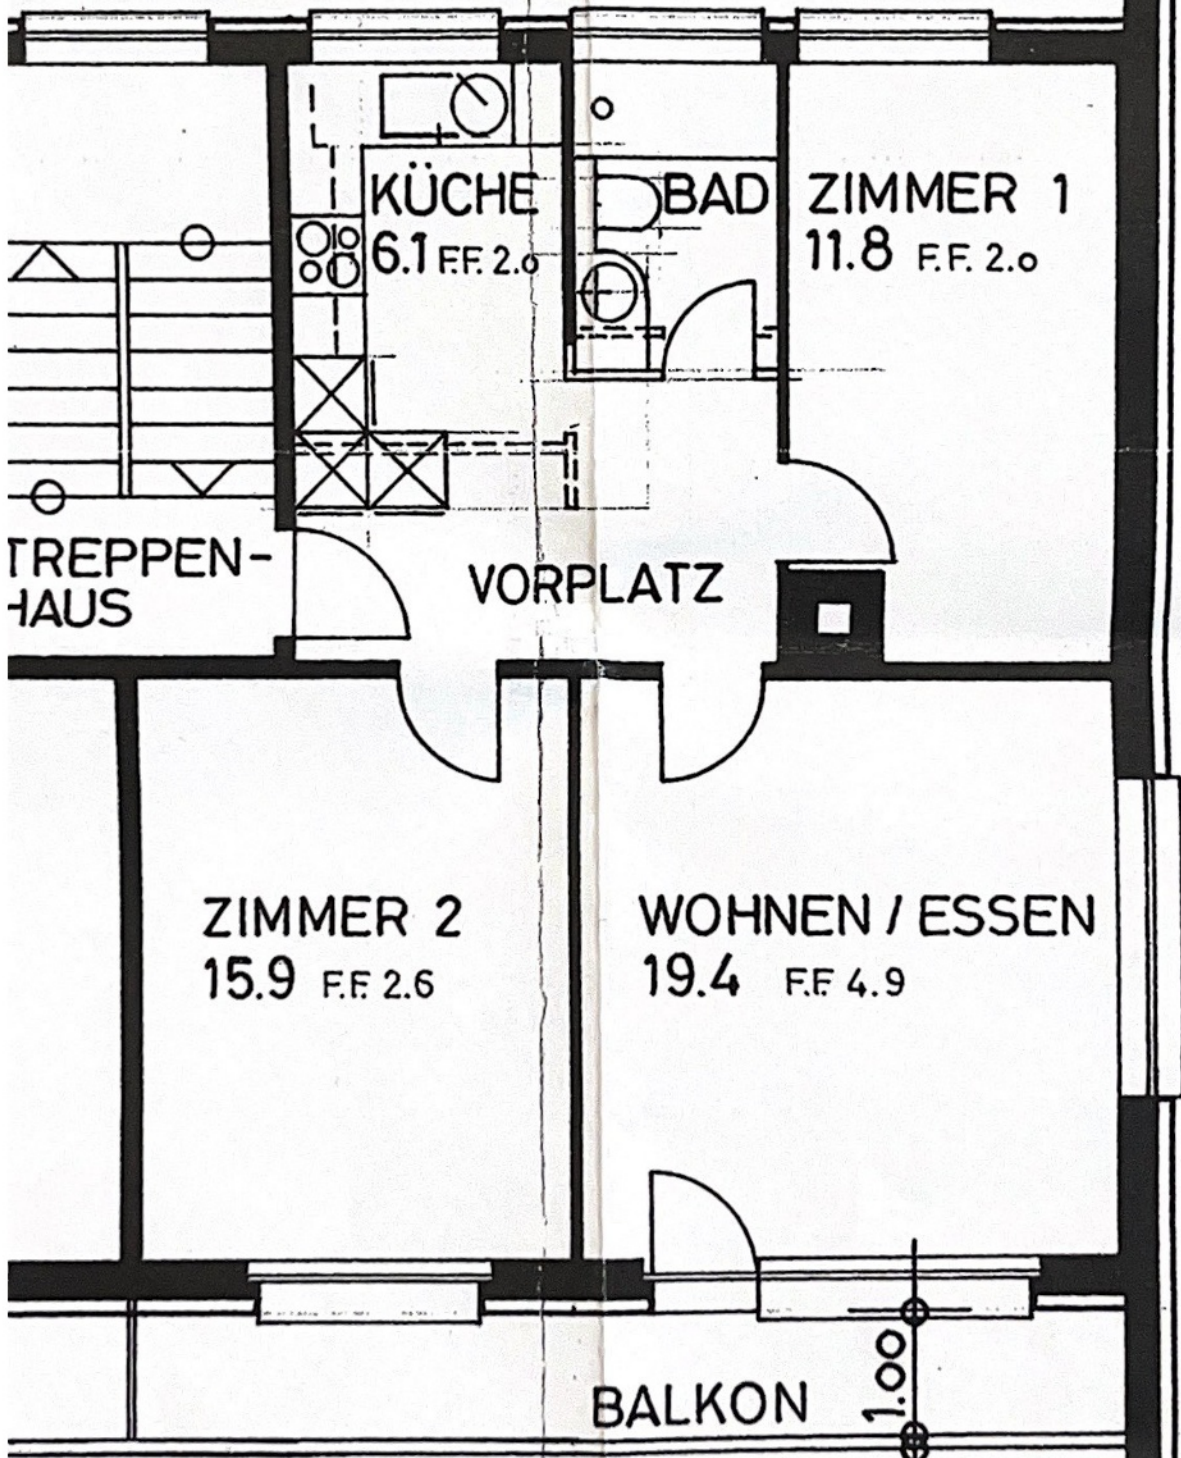 KÜCHE
6.1 F.F. 2.0
BAD
ZIMMER 1
11.8 F.F. 2.0
TREPPEN-
HAUS
VORPLATZ
ZIMMER 2
15.9 F.F. 2.6
WOHNEN / ESSEN
19.4 F.F. 4.9
BALKON
1.00